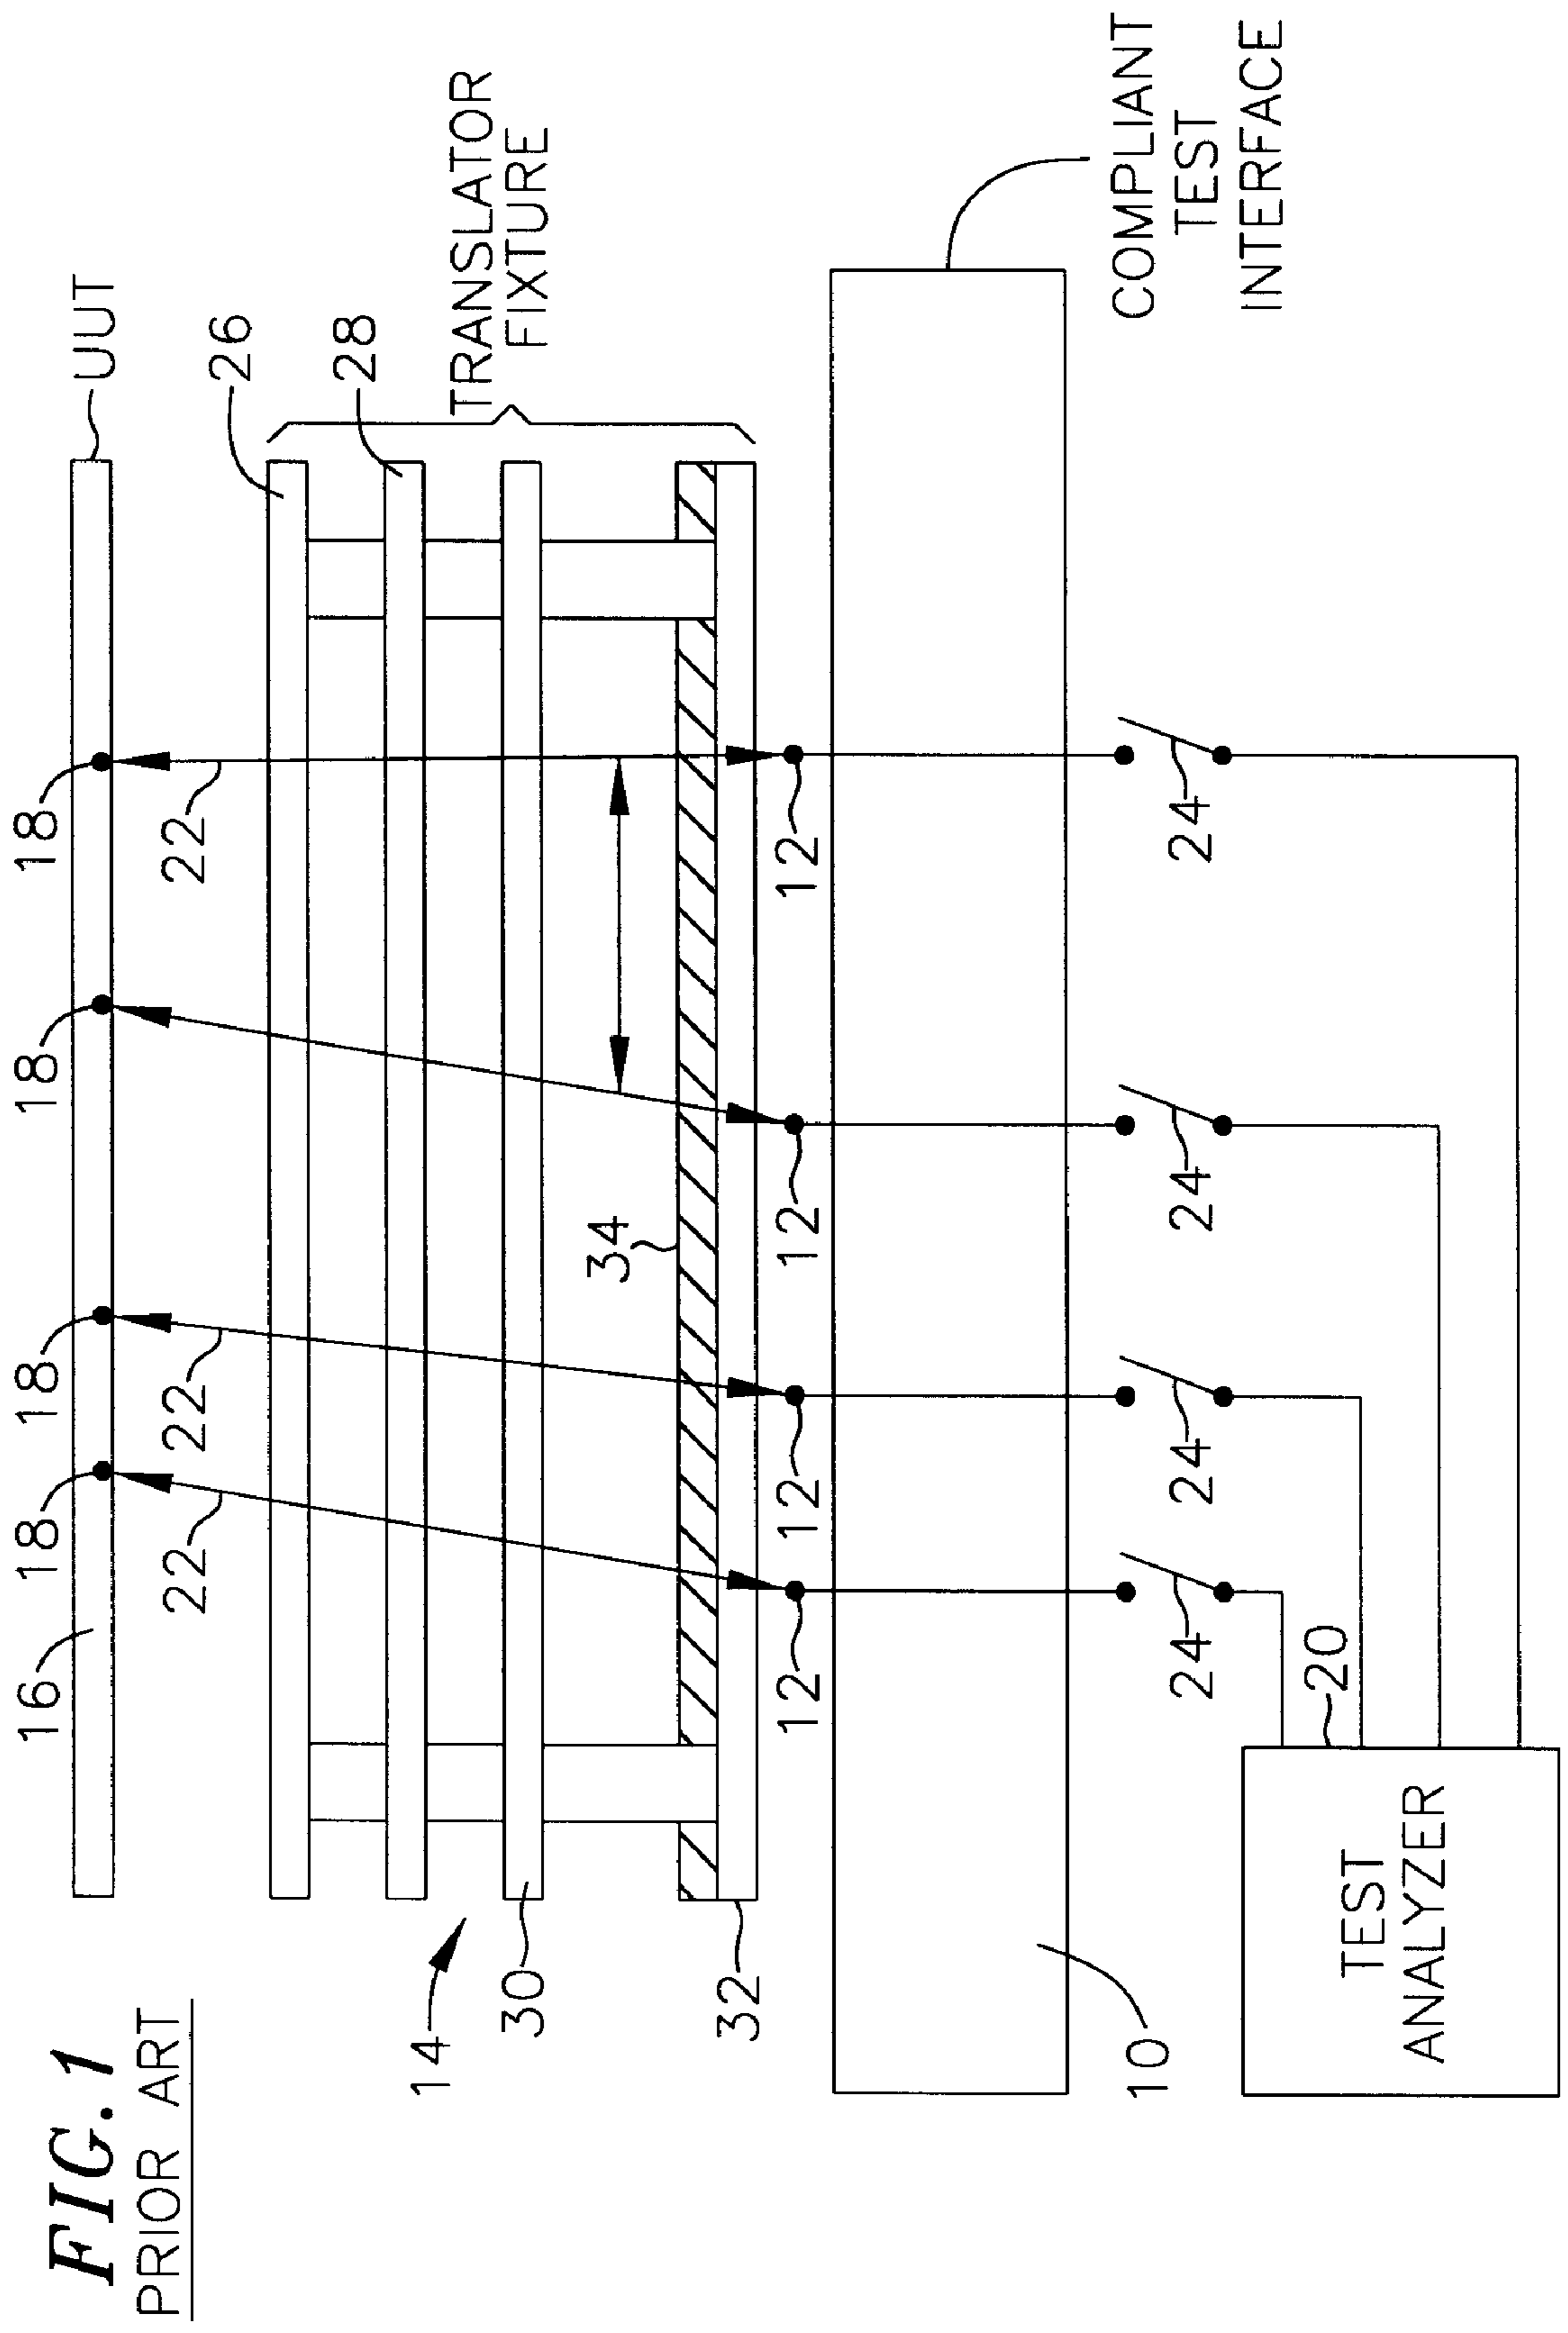 FIG.1
PRIOR ART
16
18
18
18
18
UUT
22
22
22
26
28
TRANSLATOR
FIXTURE
14
30
34
32
12
12
12
12
10
COMPLIANT
TEST
INTERFACE
24
24
24
24
20
TEST
ANALYZER